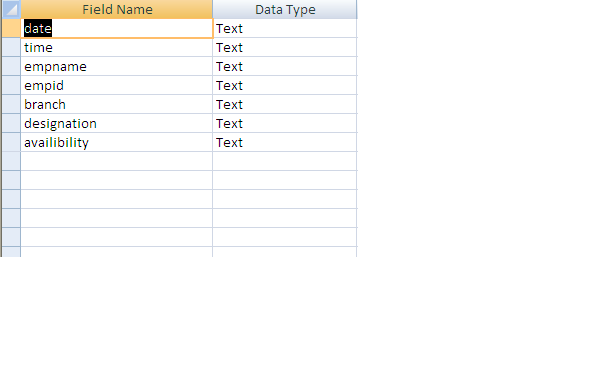 Field Name Data Type
date Text
time Text
empname Text
empid Text
branch Text
designation Text
availibility Text